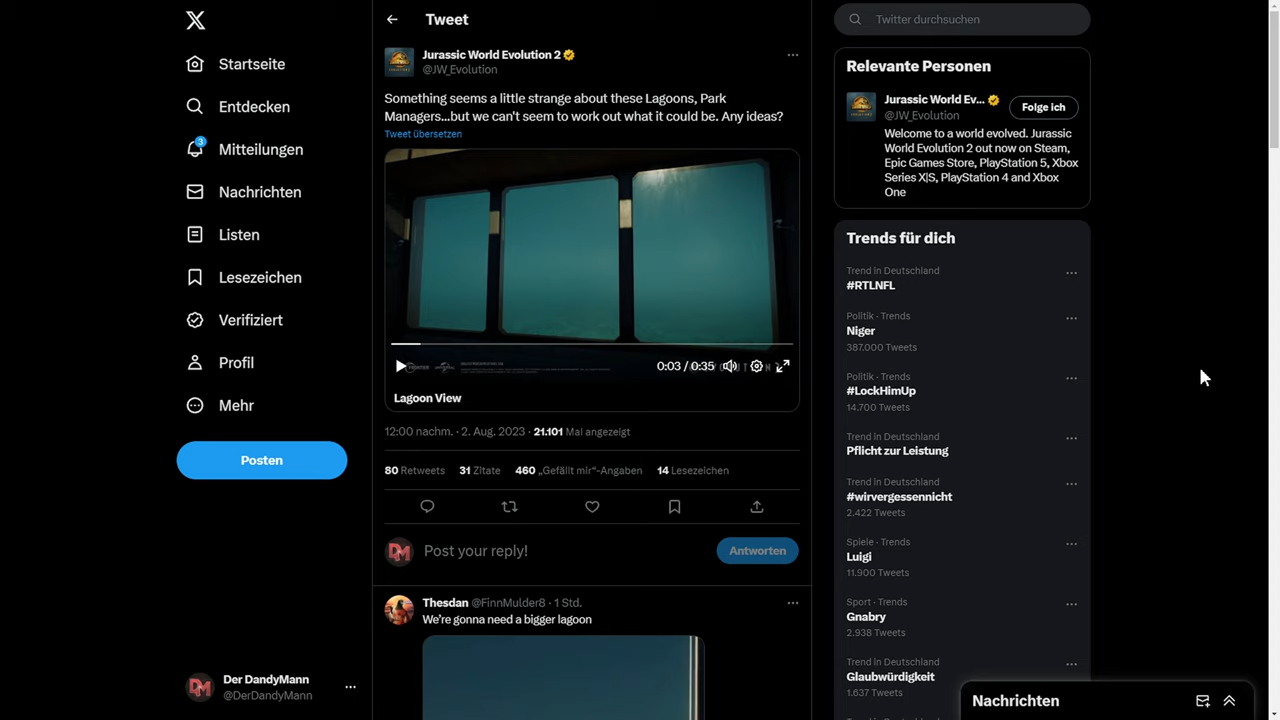 Startseite
Entdecken
3
Mitteilungen
Nachrichten
Listen
Lesezeichen
Verifiziert
Profil
Mehr
Posten
Der DandyMann
@DerDandyMann
Tweet
Jurassic World Evolution 2
@JW_Evolution
Something seems a little strange about these Lagoons, Park
Managers...but we can't seem to work out what it could be. Any ideas?
Tweet übersetzen
0:03 / 0:35
Lagoon View
12:00 nachm. · 2. Aug. 2023 · 21.101 Mal angezeigt
80 Retweets 31 Zitate 460 „Gefällt mir“-Angaben 14 Lesezeichen
DM Post your reply! Antworten
Thesdan @FinnMulder8 · 1 Std.
We're gonna need a bigger lagoon
Twitter durchsuchen
Relevante Personen
Jurassic World Ev...
@JW_Evolution
Folge ich
Welcome to a world evolved. Jurassic
World Evolution 2 out now on Steam,
Epic Games Store, PlayStation 5, Xbox
Series X|S, PlayStation 4 and Xbox
One
Trends für dich
Trend in Deutschland
#RTLNFL
Politik · Trends
Niger
387.000 Tweets
Politik · Trends
#LockHimUp
14.700 Tweets
Trend in Deutschland
Pflicht zur Leistung
Trend in Deutschland
#wirvergessennicht
2.422 Tweets
Spiele · Trends
Luigi
11.900 Tweets
Sport · Trends
Gnabry
2.938 Tweets
Trend in Deutschland
Glaubwürdigkeit
1.637 Tweets
Nachrichten